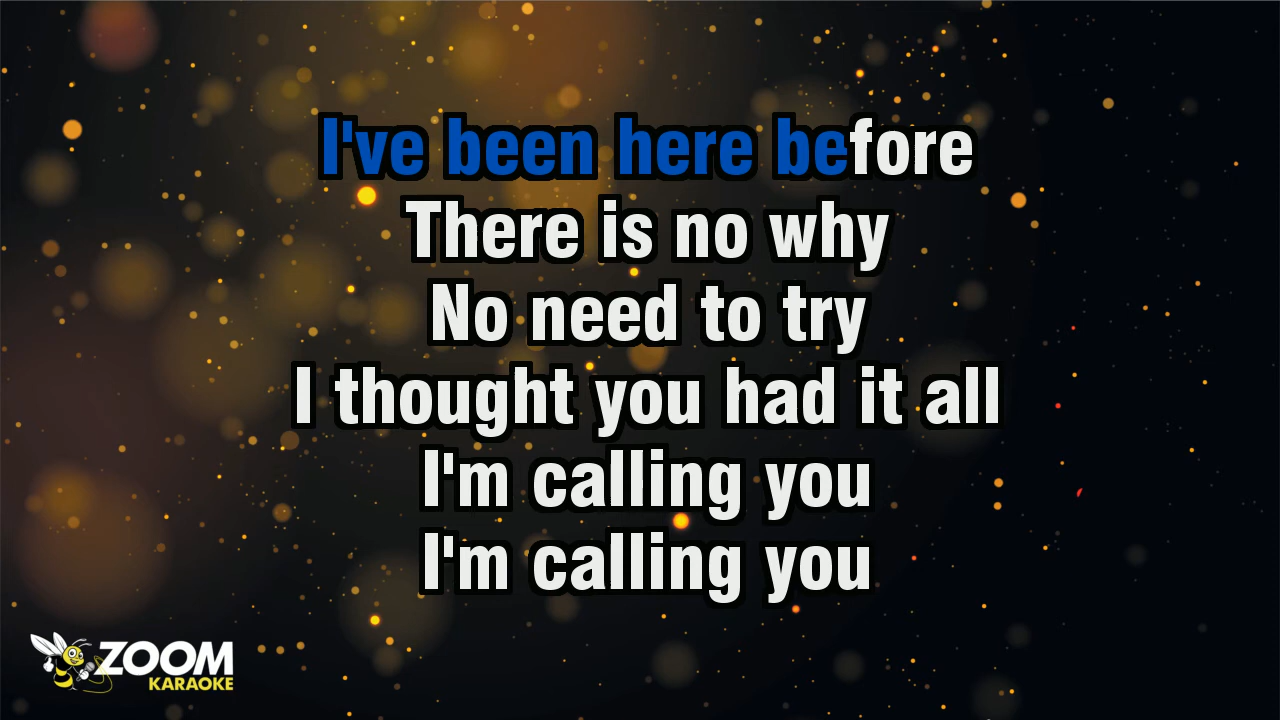 I've been here before
There is no why
No need to try
I thought you had it all
I'm calling you
I'm calling you
ZOOM
KARAOKE